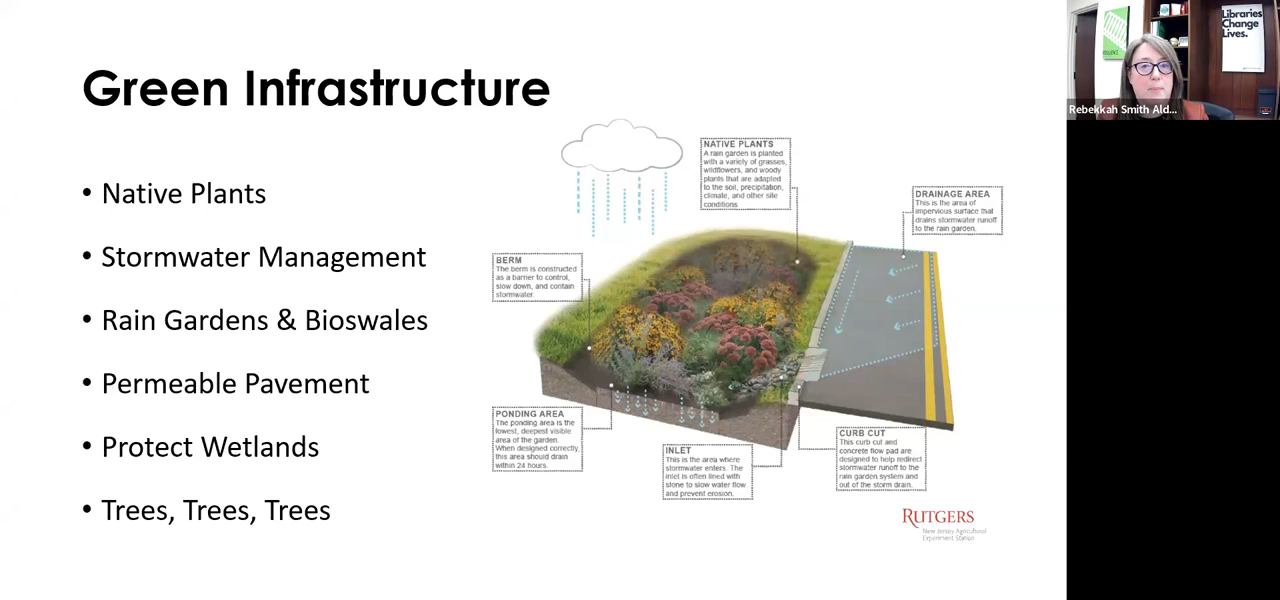 Green Infrastructure
• Native Plants
• Stormwater Management
• Rain Gardens & Bioswales
• Permeable Pavement
• Protect Wetlands
• Trees, Trees, Trees
NATIVE PLANTS
A rain garden is planted
with a variety of grasses,
wildflowers, and woody
plants that are adapted
to the soil, precipitation,
climate, and other site
conditions.
DRAINAGE AREA
This is the area of
impervious surface that
drains stormwater runoff
to the rain garden.
BERM
The berm is constructed
as a barrier to control,
slow down, and contain
stormwater.
PONDING AREA
The ponding area is the
lowest, deepest visible
area of the garden.
When designed correctly,
this area should drain
within 24 hours.
INLET
This is the area where
stormwater enters. The
inlet is often lined with
stone to slow water flow
and prevent erosion.
CURB CUT
This curb cut and
concrete flow pad are
designed to help redirect
stormwater runoff to the
rain garden system and
out of the storm drain.
RUTGERS
New Jersey Agricultural
Experiment Station
Libraries
Change
Lives.
Rebekkah Smith Ald...